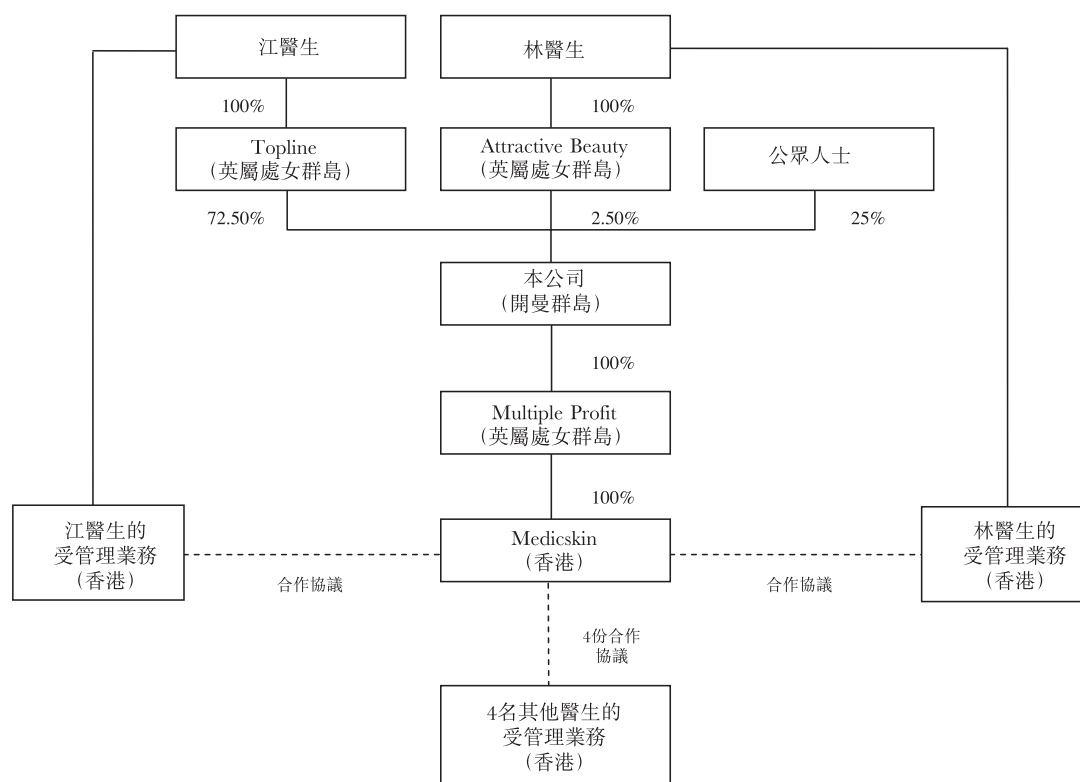 江醫生
林醫生
100%
100%
Topline
(英屬處女群島)
Attractive Beauty
(英屬處女群島)
公眾人士
72.50%
2.50%
25%
本公司
(開曼群島)
100%
Multiple Profit
(英屬處女群島)
100%
江醫生的
受管理業務
(香港)
Medicskin
(香港)
林醫生的
受管理業務
(香港)
合作協議
合作協議
4份合作
協議
4名其他醫生的
受管理業務
(香港)